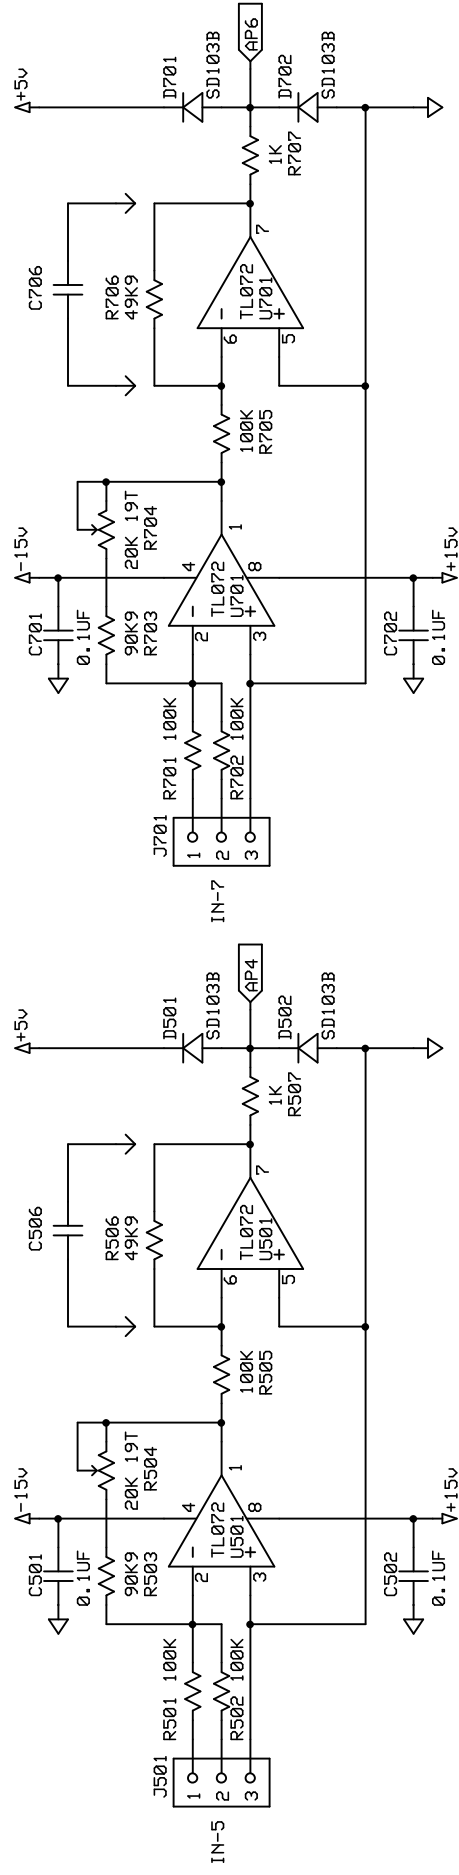 IN-7
J701
1
2
3
R701 100K
R702 100K
C701
0.1UF
-15v
90K9
R703
20K 19T
R704
2
3
4
8
1
TL072
U701
C702
0.1UF
+15v
100K
R705
C706
R706
49K9
6
5
7
TL072
U701
1K
R707
+5v
D701
SD103B
AP6
D702
SD103B
IN-5
J501
1
2
3
R501 100K
R502 100K
C501
0.1UF
-15v
90K9
R503
20K 19T
R504
2
3
4
8
1
TL072
U501
C502
0.1UF
+15v
100K
R505
C506
R506
49K9
6
5
7
TL072
U501
1K
R507
+5v
D501
SD103B
AP4
D502
SD103B